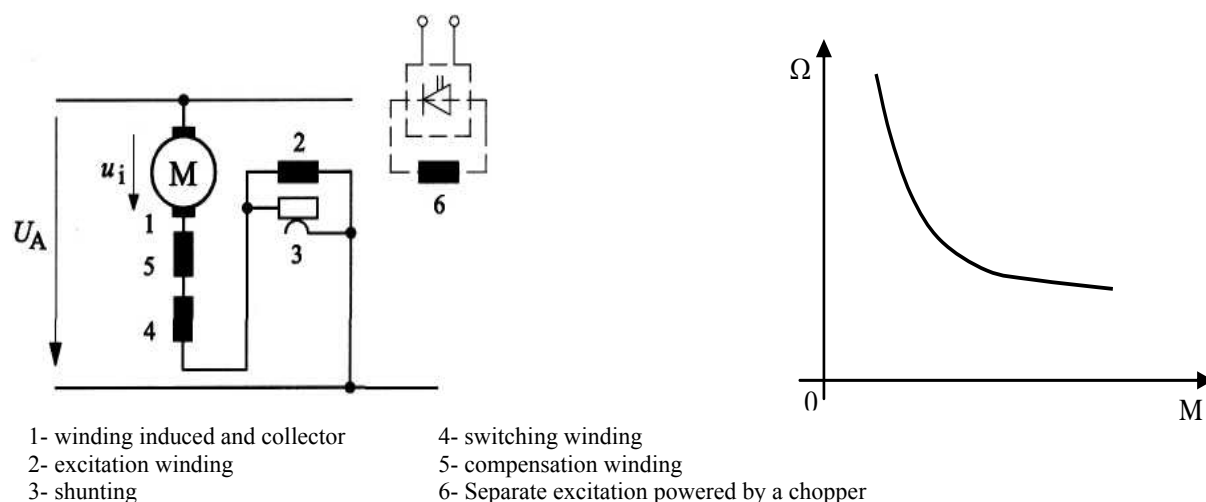 2
6
u_i
M
1
U_A
3
5
4
Ω
0
M
1- winding induced and collector
2- excitation winding
3- shunting
4- switching winding
5- compensation winding
6- Separate excitation powered by a chopper